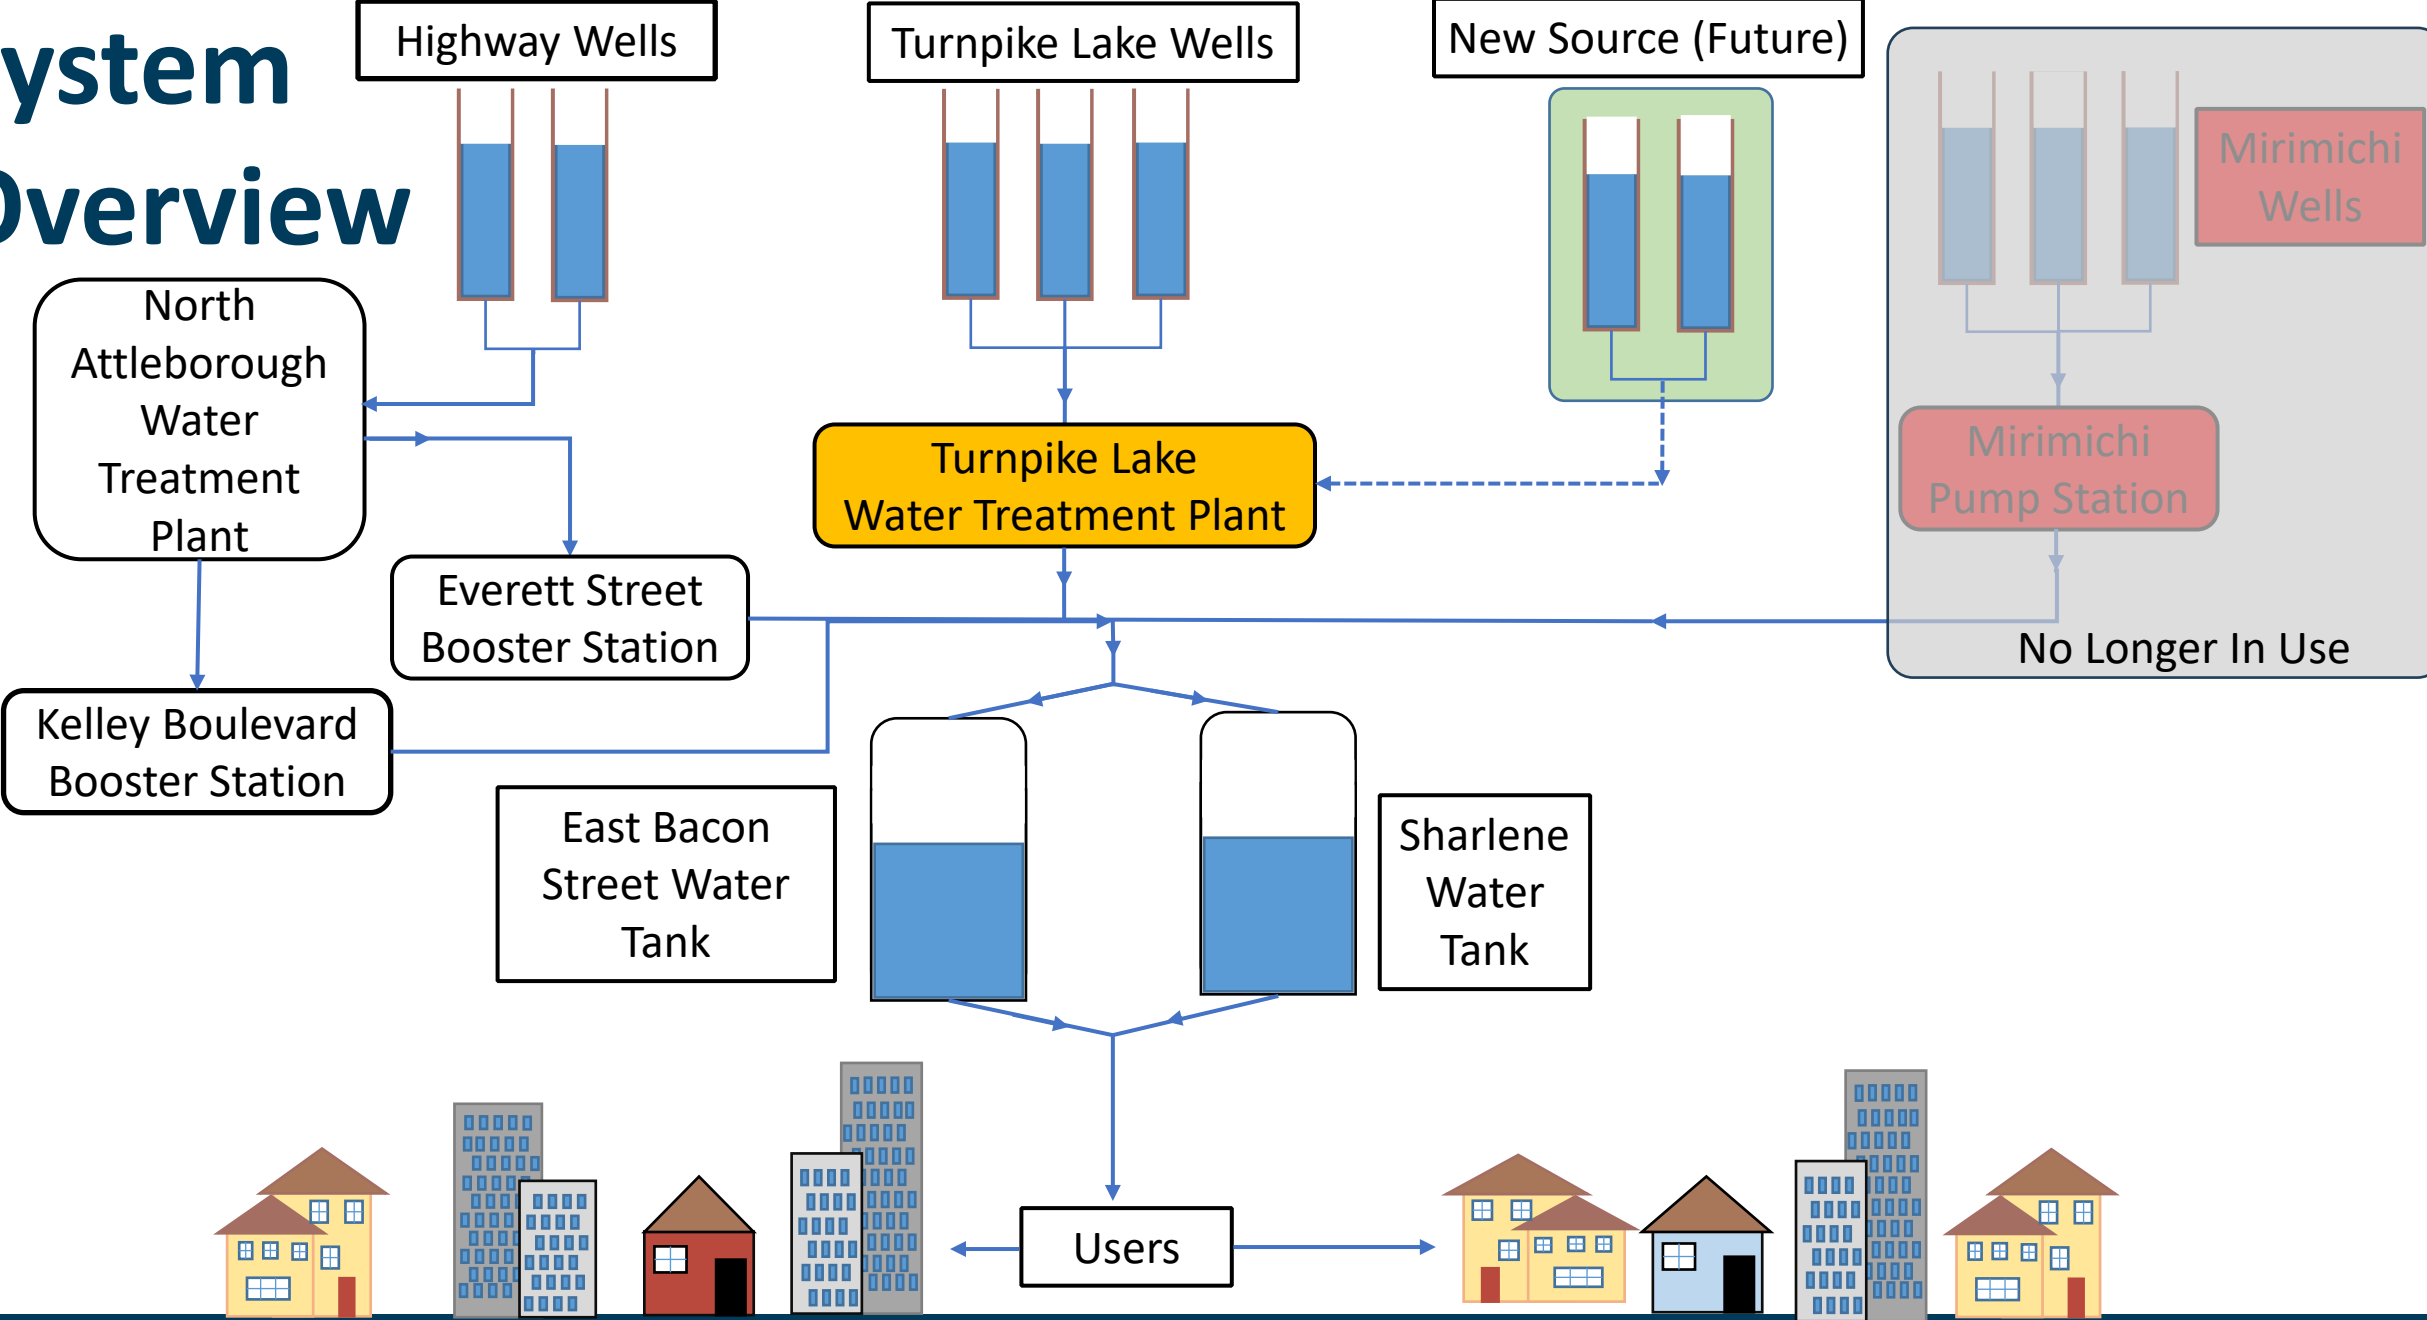 ystem
Overview
Highway Wells
Turnpike Lake Wells
New Source (Future)
Mirimichi
Wells
North
Attleborough
Water
Treatment
Plant
Turnpike Lake
Water Treatment Plant
Mirimichi
Pump Station
Everett Street
Booster Station
No Longer In Use
Kelley Boulevard
Booster Station
East Bacon
Street Water
Tank
Sharlene
Water
Tank
Users